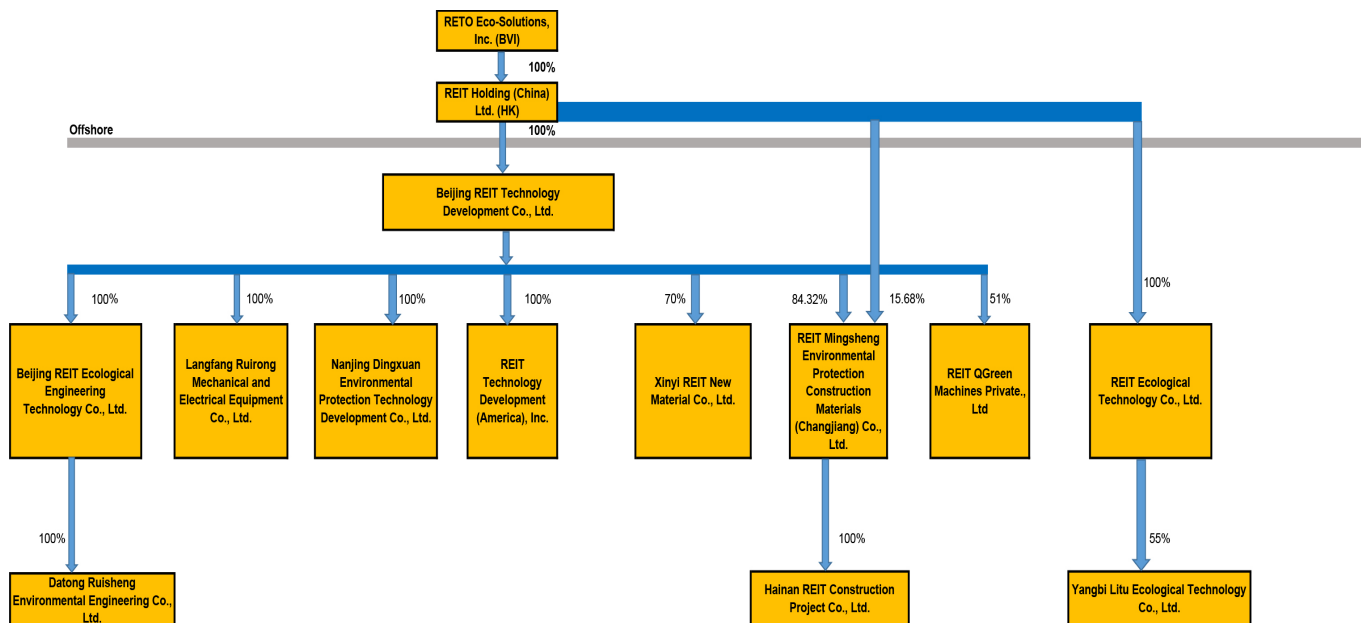 RETO Eco-Solutions,
Inc. (BVI)
100%
REIT Holding (China)
Ltd. (HK)
Offshore
100%
Beijing REIT Technology
Development Co., Ltd.
100%
100%
100%
100%
70%
84.32%
15.68%
51%
100%
Beijing REIT Ecological
Engineering
Technology Co., Ltd.
Langfang Ruirong
Mechanical and
Electrical Equipment
Co., Ltd.
Nanjing Dingxuan
Environmental
Protection Technology
Development Co., Ltd.
REIT
Technology
Development
(America), Inc.
Xinyi REIT New
Material Co., Ltd.
REIT Mingsheng
Environmental
Protection
Construction
Materials
(Changjiang) Co.,
Ltd.
REIT QGreen
Machines Private.,
Ltd
REIT Ecological
Technology Co., Ltd.
100%
100%
55%
Datong Ruisheng
Environmental Engineering Co.,
Ltd.
Hainan REIT Construction
Project Co., Ltd.
Yangbi Litu Ecological Technology
Co., Ltd.